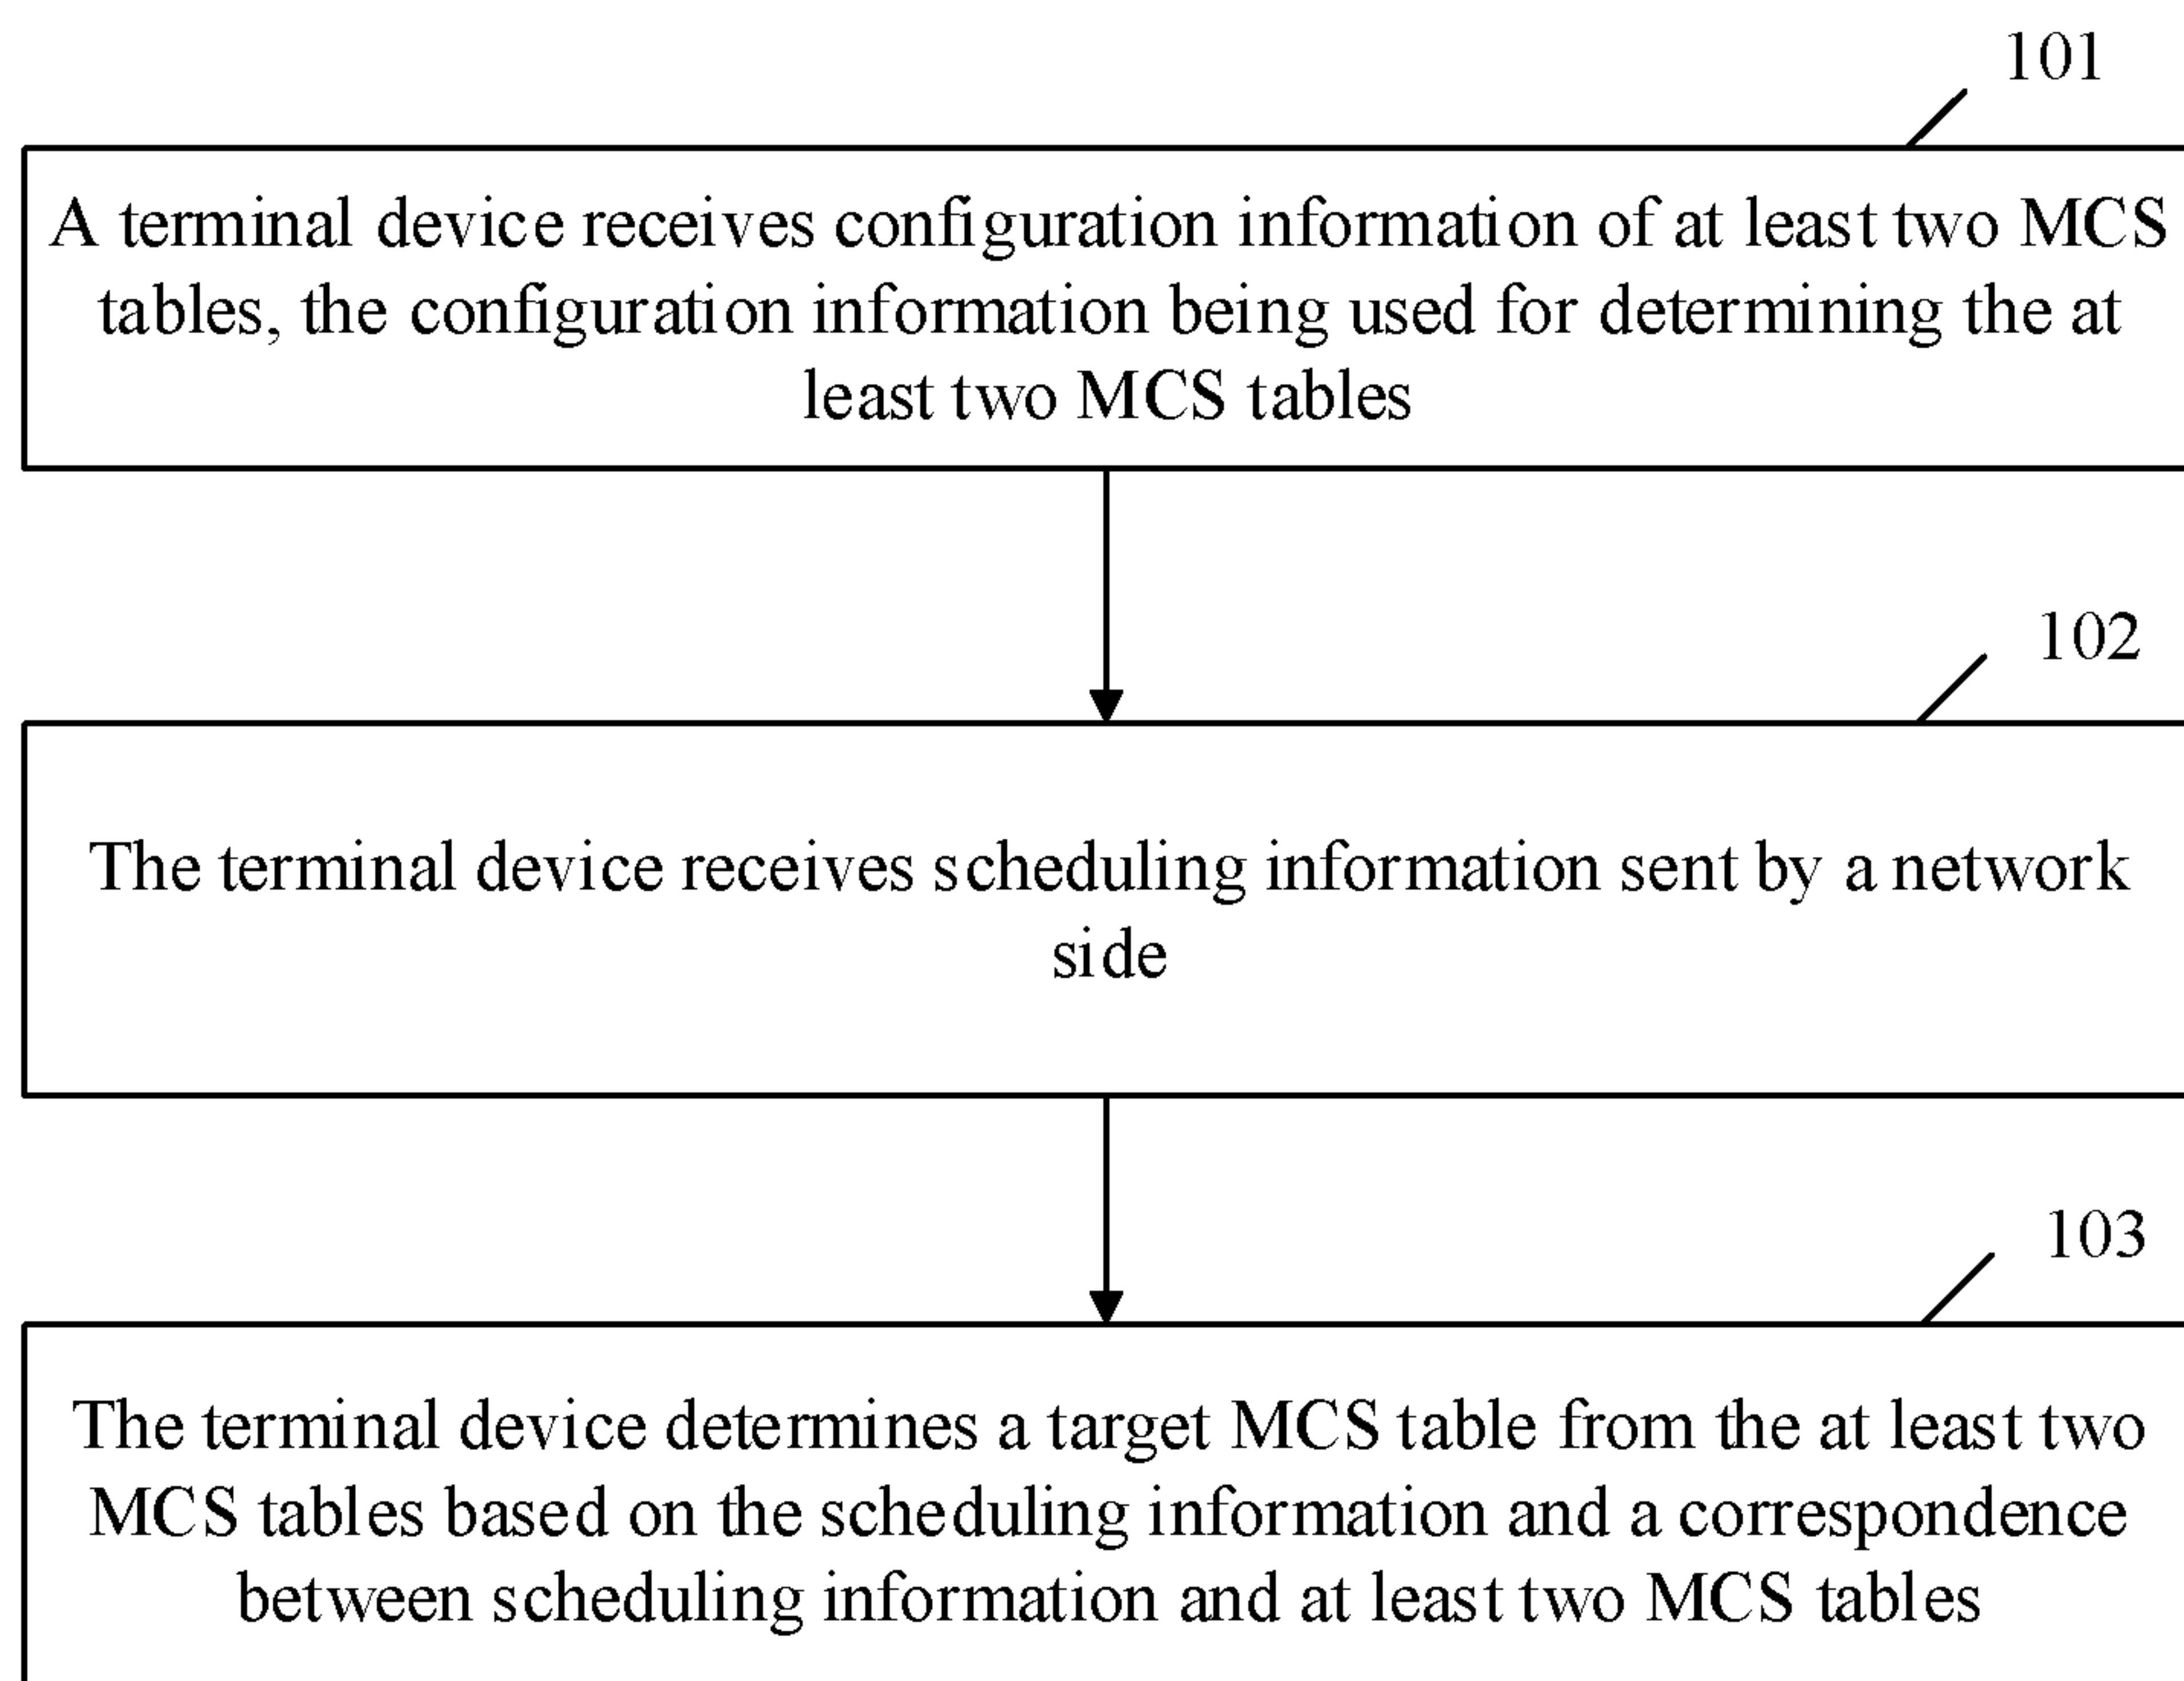 101
A terminal device receives configuration information of at least two MCS
tables, the configuration information being used for determining the at
least two MCS tables
102
The terminal device receives scheduling information sent by a network
side
103
The terminal device determines a target MCS table from the at least two
MCS tables based on the scheduling information and a correspondence
between scheduling information and at least two MCS tables